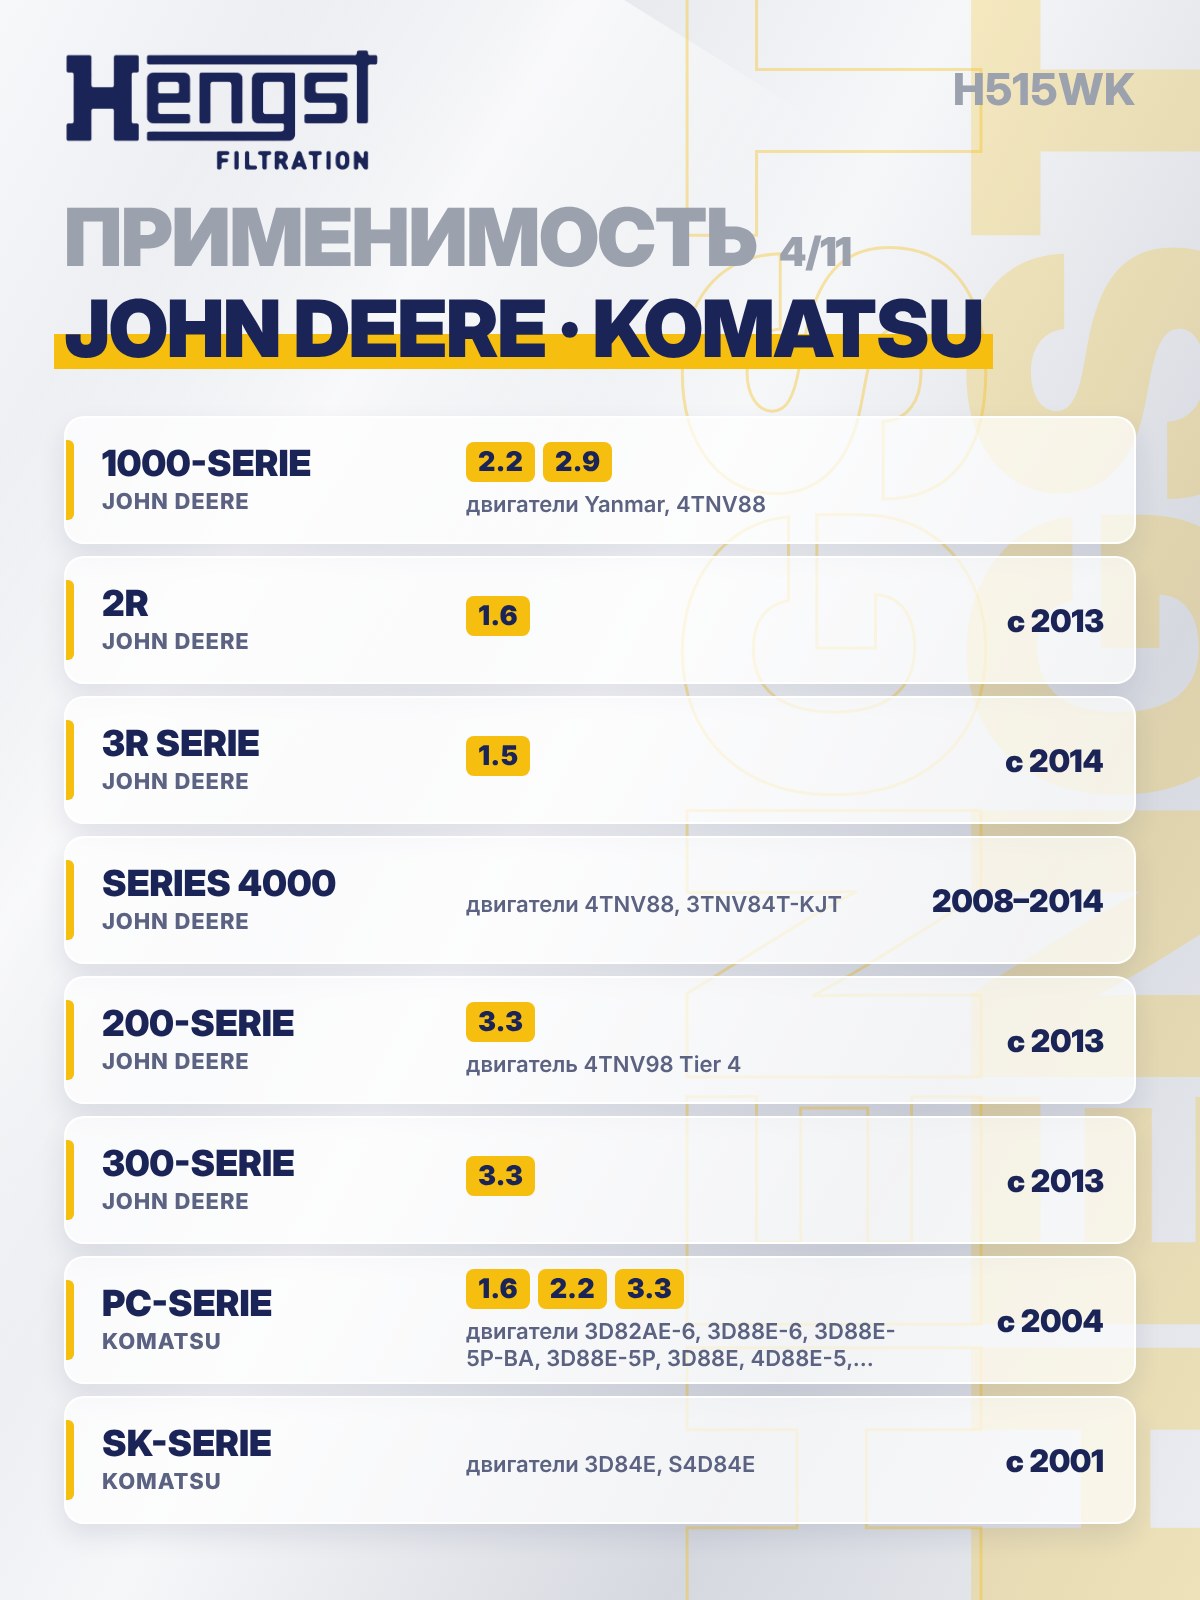 Hengst
FILTRATION
H515WK
ПРИМЕНИМОСТЬ 4/11
JOHN DEERE · KOMATSU
1000-SERIE
JOHN DEERE
2.2 2.9
двигатели Yanmar, 4TNV88
2R
JOHN DEERE
1.6
с 2013
3R SERIE
JOHN DEERE
1.5
с 2014
SERIES 4000
JOHN DEERE
двигатели 4TNV88, 3TNV84T-KJT
2008–2014
200-SERIE
JOHN DEERE
3.3
двигатель 4TNV98 Tier 4
с 2013
300-SERIE
JOHN DEERE
3.3
с 2013
PC-SERIE
KOMATSU
1.6 2.2 3.3
двигатели 3D82AE-6, 3D88E-6, 3D88E-
5P-BA, 3D88E-5P, 3D88E, 4D88E-5,...
с 2004
SK-SERIE
KOMATSU
двигатели 3D84E, S4D84E
с 2001
HENGST